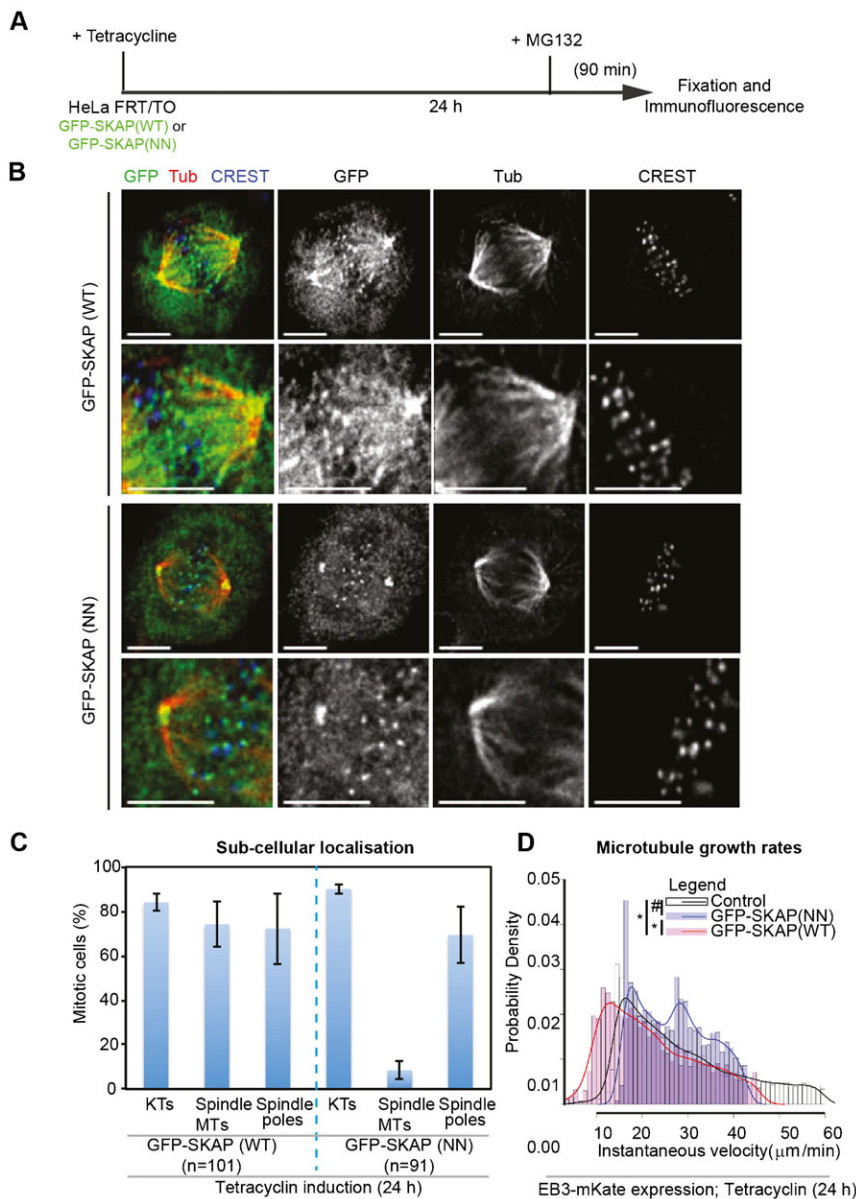 A
+ Tetracycline
+ MG132
(90 min)
HeLa FRT/TO
GFP-SKAP(WT) or
GFP-SKAP(NN)
24 h
Fixation and
Immunofluorescence
B
GFP Tub CREST
GFP
Tub
CREST
GFP-SKAP (WT)
GFP-SKAP (NN)
C
Sub-cellular localisation
Mitotic cells (%)
100
80
60
40
20
0
KTs
Spindle
MTs
Spindle
poles
KTs
Spindle
MTs
Spindle poles
GFP-SKAP (WT)
(n=101)
GFP-SKAP (NN)
(n=91)
Tetracyclin induction (24 h)
D
Microtubule growth rates
Probability Density
0.05
0.04
0.03
0.02
0.01
0.00
Legend
Control
GFP-SKAP(NN)
GFP-SKAP(WT)
#
*
*
10 20 30 40 50 60
Instantaneous velocity(μm/min)
EB3-mKate expression; Tetracyclin (24 h)